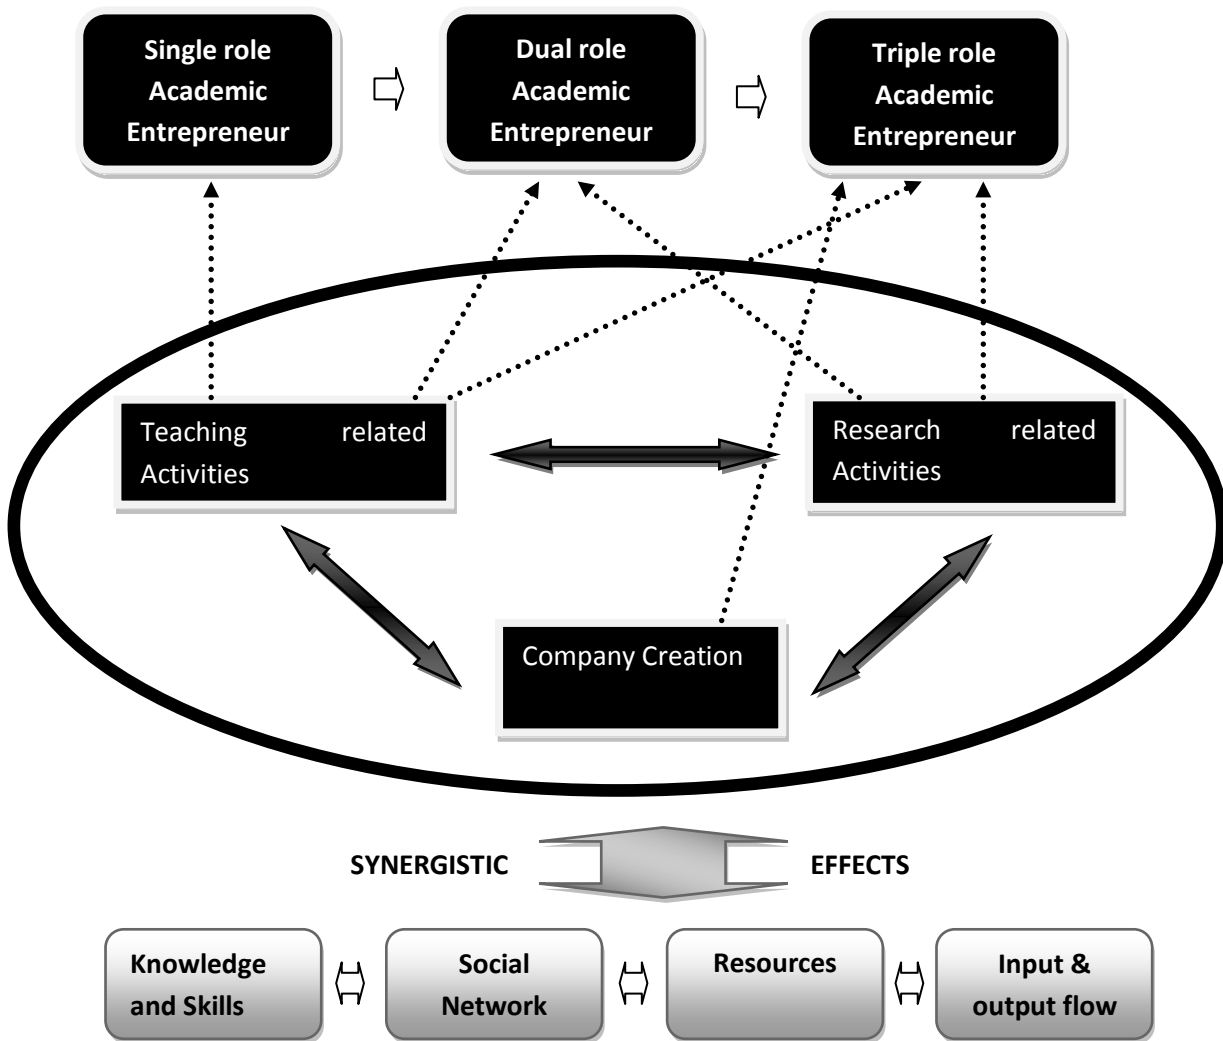 Single role
Academic
Entrepreneur
Dual role
Academic
Entrepreneur
Triple role
Academic
Entrepreneur
Teaching related
Activities
Research related
Activities
Company Creation
SYNERGISTIC EFFECTS
Knowledge
and Skills
Social
Network
Resources
Input &
output flow